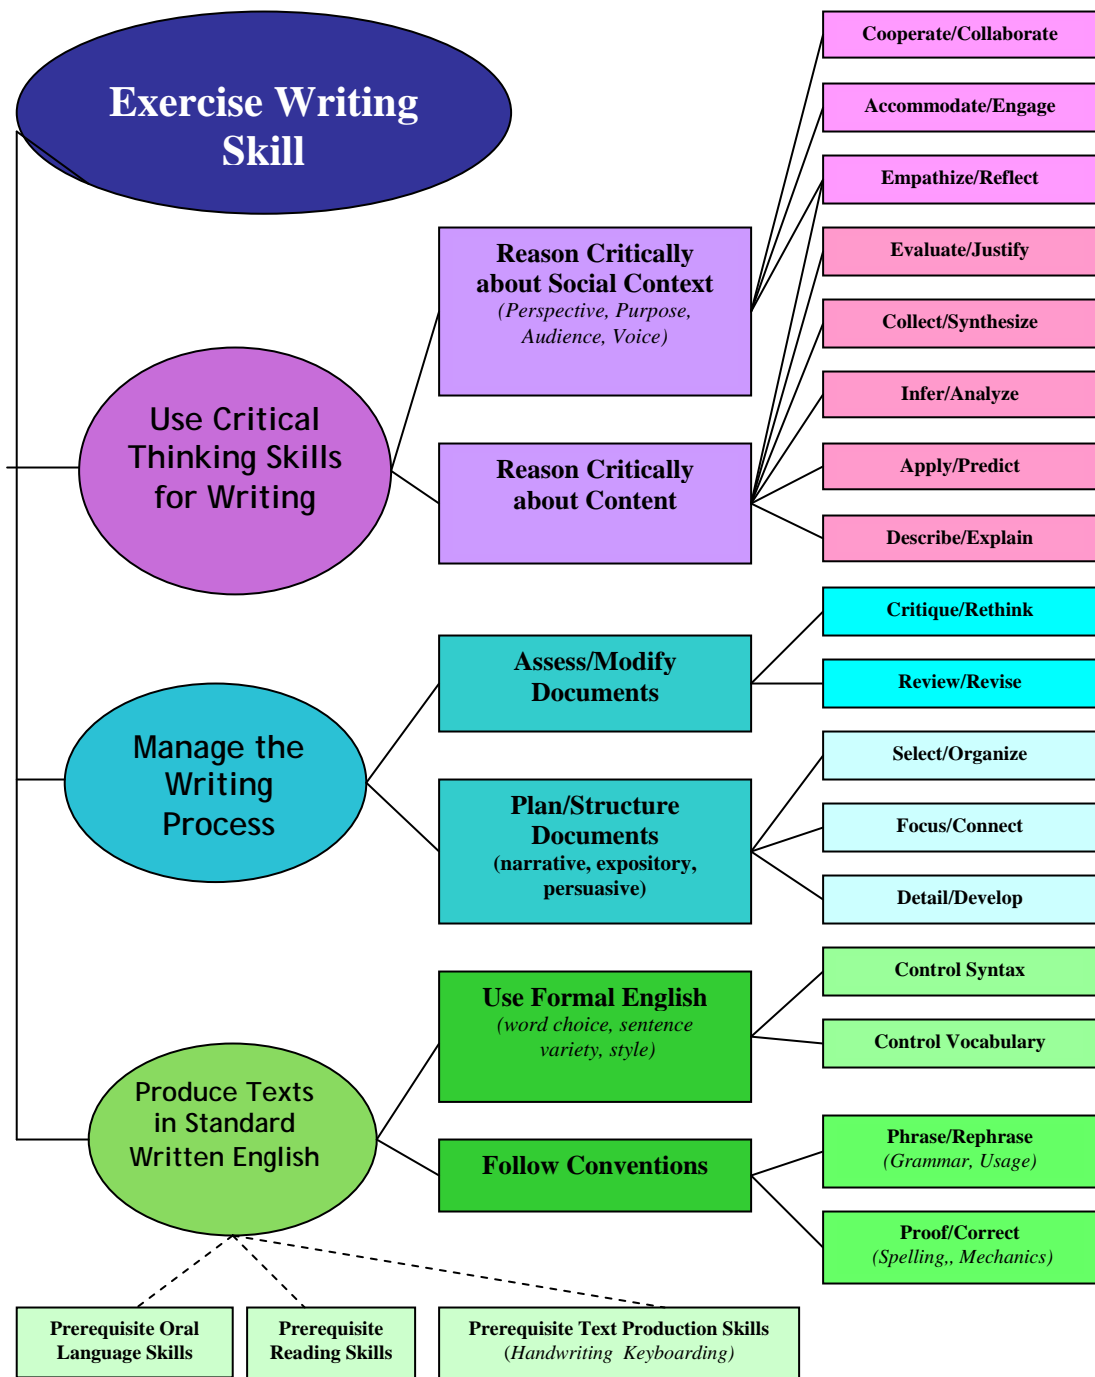 Exercise Writing
Skill
Cooperate/Collaborate
Accommodate/Engage
Empathize/Reflect
Evaluate/Justify
Collect/Synthesize
Infer/Analyze
Apply/Predict
Describe/Explain
Reason Critically
about Social Context
(Perspective, Purpose,
Audience, Voice)
Use Critical
Thinking Skills
for Writing
Reason Critically
about Content
Critique/Rethink
Review/Revise
Assess/Modify
Documents
Manage the
Writing
Process
Select/Organize
Focus/Connect
Detail/Develop
Plan/Structure
Documents
(narrative, expository,
persuasive)
Control Syntax
Control Vocabulary
Use Formal English
(word choice, sentence
variety, style)
Produce Texts
in Standard
Written English
Follow Conventions
Phrase/Rephrase
(Grammar, Usage)
Proof/Correct
(Spelling,, Mechanics)
Prerequisite Oral
Language Skills
Prerequisite
Reading Skills
Prerequisite Text Production Skills
(Handwriting Keyboarding)